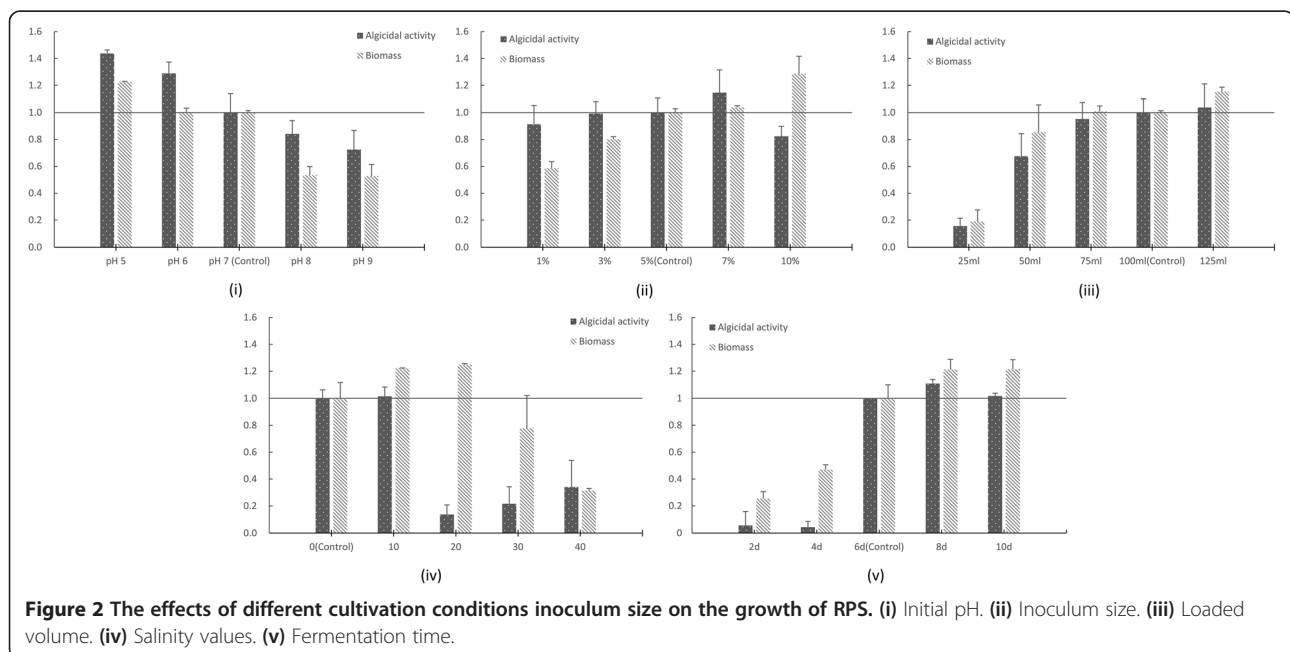 1.6
1.4
1.2
1.0
0.8
0.6
0.4
0.2
0.0
Algicidal activity
Biomass
pH 5 pH 6 pH 7 (Control) pH 8 pH 9
(i)
1.6
1.4
1.2
1.0
0.8
0.6
0.4
0.2
0.0
Algicidal activity
Biomass
1% 3% 5%(Control) 7% 10%
(ii)
1.6
1.4
1.2
1.0
0.8
0.6
0.4
0.2
0.0
Algicidal activity
Biomass
25ml 50ml 75ml 100ml(Control) 125ml
(iii)
1.6
1.4
1.2
1.0
0.8
0.6
0.4
0.2
0.0
Algicidal activity
Biomass
0(Control) 10 20 30 40
(iv)
1.6
1.4
1.2
1
0.8
0.6
0.4
0.2
0
Algicidal activity
Biomass
2d 4d 6d(Control) 8d 10d
(v)
Figure 2 The effects of different cultivation conditions inoculum size on the growth of RPS. (i) Initial pH. (ii) Inoculum size. (iii) Loaded
volume. (iv) Salinity values. (v) Fermentation time.